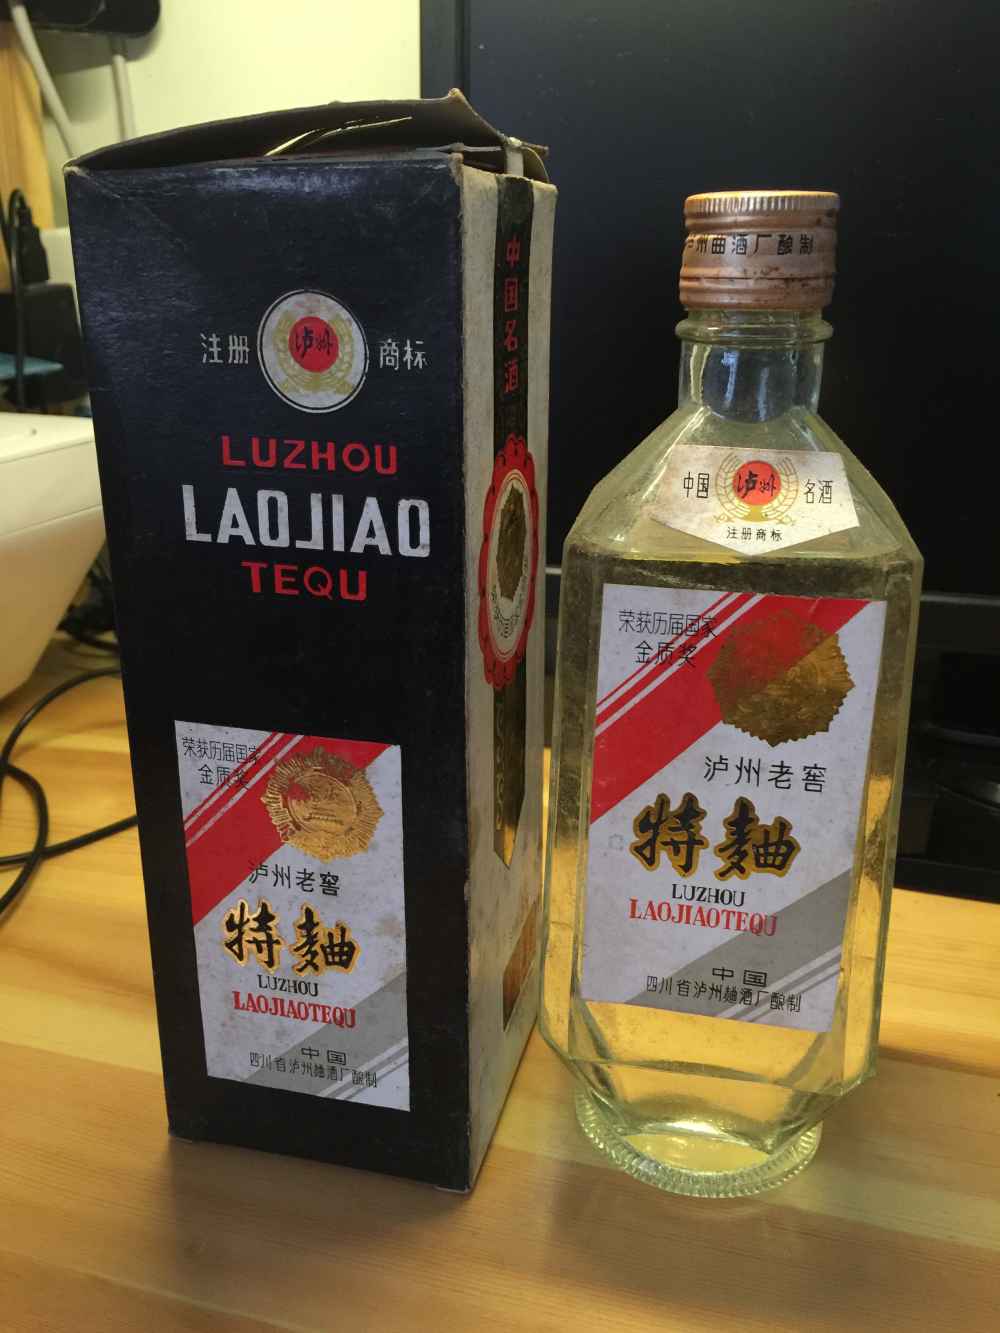 注册 泸州 商标
LUZHOU
LAOJIAO
TEQU
荣获历届国家
金质奖
泸州老窖
特麯
LUZHOU
LAOJIAOTEQU
中国
四川省泸州麯酒厂酿制
中国名酒
泸州曲酒厂酿制
中国 泸州 名酒
注册商标
荣获历届国家
金质奖
泸州老窖
特麯
LUZHOU
LAOJIAOTEQU
中国
四川省泸州麯酒厂酿制